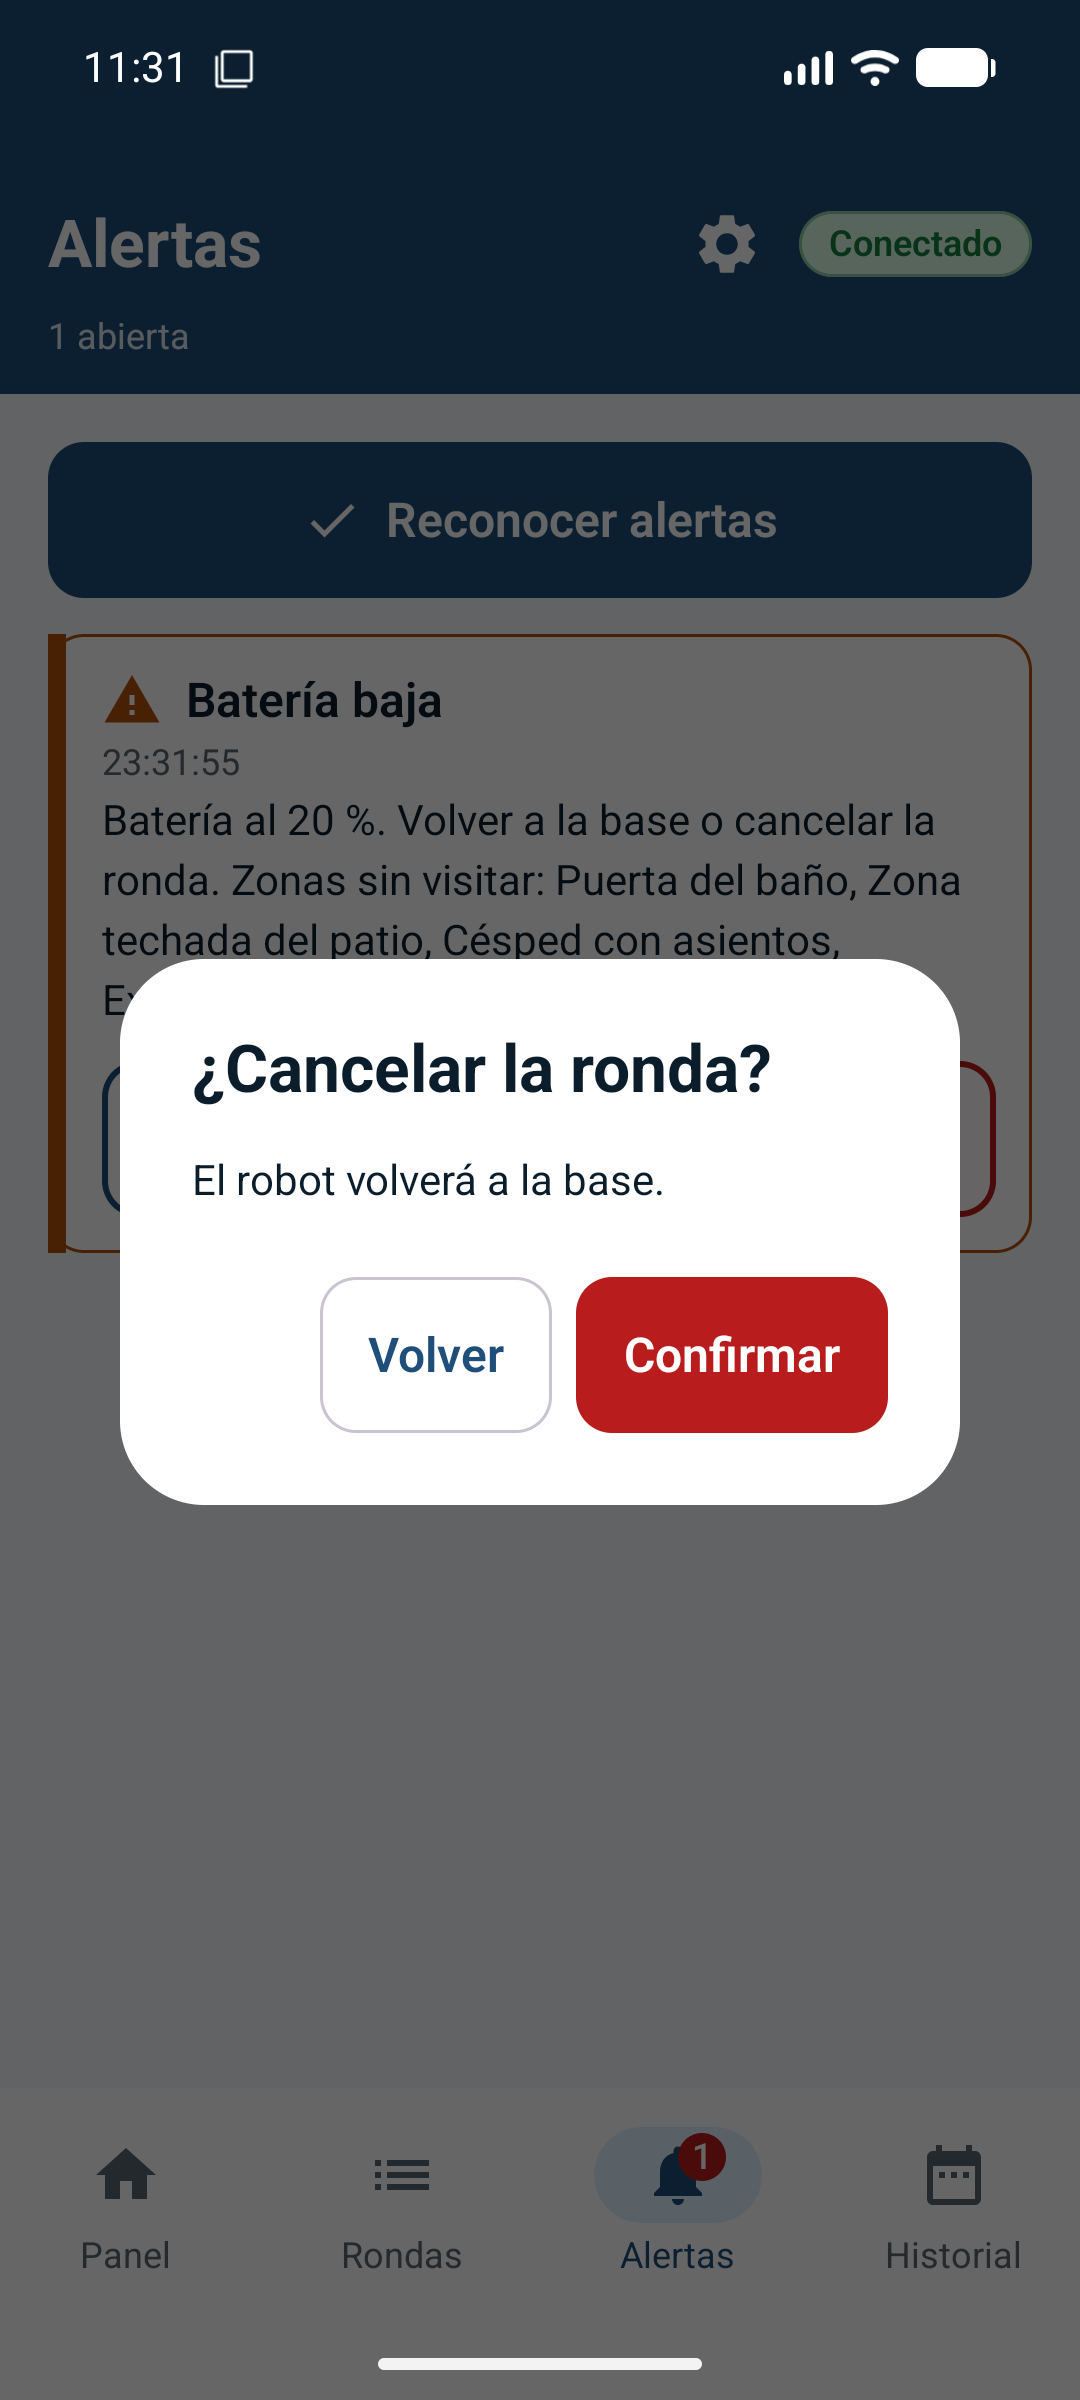 11:31
Alertas
Conectado
1 abierta
Reconocer alertas
Batería baja
23:31:55
Batería al 20 %. Volver a la base o cancelar la
ronda. Zonas sin visitar: Puerta del baño, Zona
techada del patio, Césped con asientos,
¿Cancelar la ronda?
El robot volverá a la base.
Volver
Confirmar
1
Panel
Rondas
Alertas
Historial